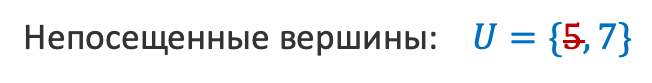 Непосещенные вершины: U = {5, 7}